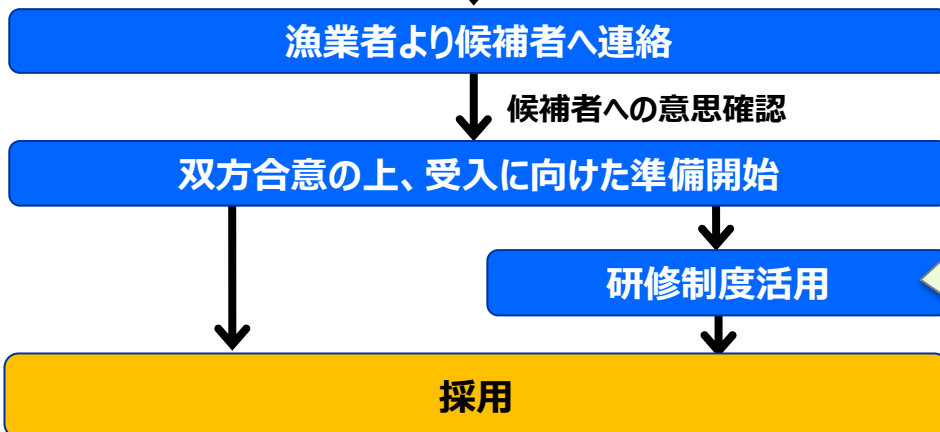 漁業者より候補者へ連絡
候補者への意思確認
双方合意の上、受入に向けた準備開始
研修制度活用
採用